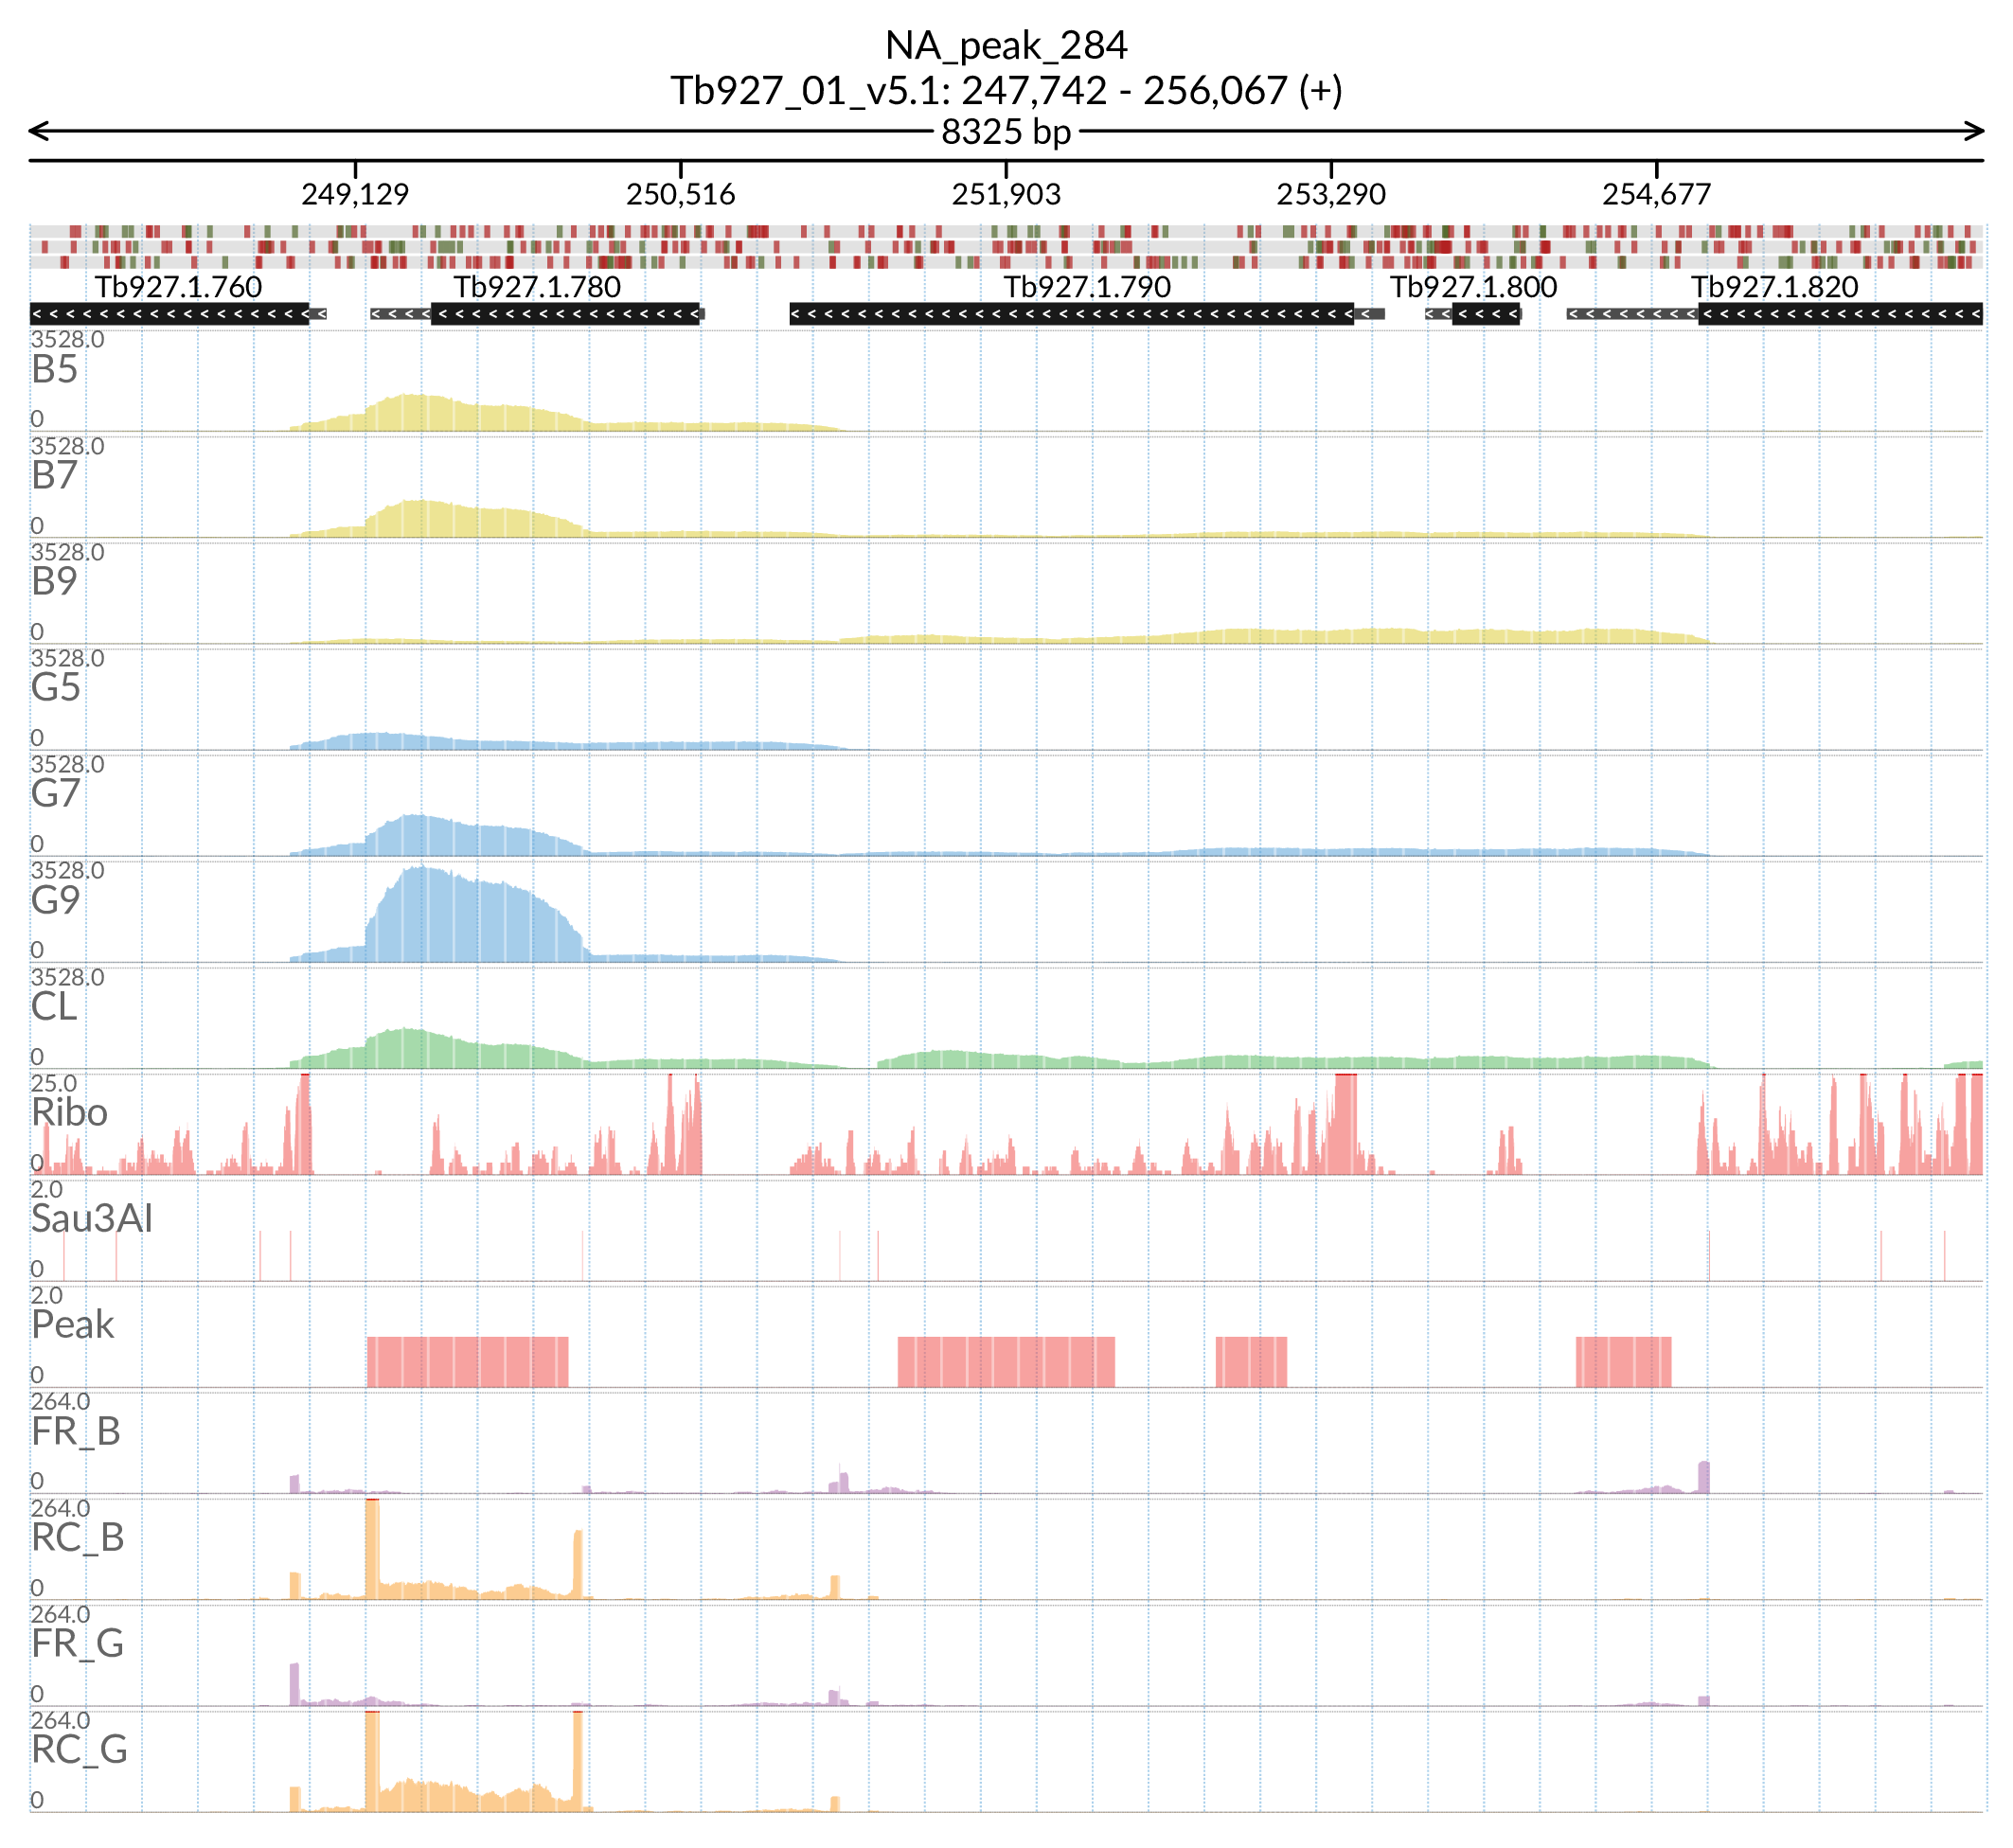 NA_peak_284
Tb927_01_v5.1: 247,742 - 256,067 (+)
8325 bp
249,129 250,516 251,903 253,290 254,677
Tb927.1.760 Tb927.1.780 Tb927.1.790 Tb927.1.800 Tb927.1.820
3528.0
B5
0
3528.0
B7
0
3528.0
B9
0
3528.0
G5
0
3528.0
G7
0
3528.0
G9
0
3528.0
CL
0
25.0
Ribo
0
2.0
Sau3AI
0
2.0
Peak
0
264.0
FR_B
0
264.0
RC_B
0
264.0
FR_G
0
264.0
RC_G
0